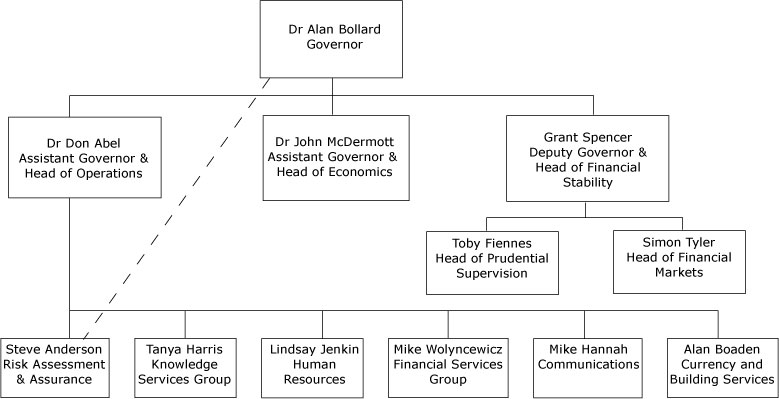 Dr Alan Bollard
Governor
Dr Don Abel
Assistant Governor &
Head of Operations
Dr John McDermott
Assistant Governor &
Head of Economics
Grant Spencer
Deputy Governor &
Head of Financial
Stability
Toby Fiennes
Head of Prudential
Supervision
Simon Tyler
Head of Financial
Markets
Steve Anderson
Risk Assessment
& Assurance
Tanya Harris
Knowledge
Services Group
Lindsay Jenkin
Human
Resources
Mike Wolyncewicz
Financial Services
Group
Mike Hannah
Communications
Alan Boaden
Currency and
Building Services